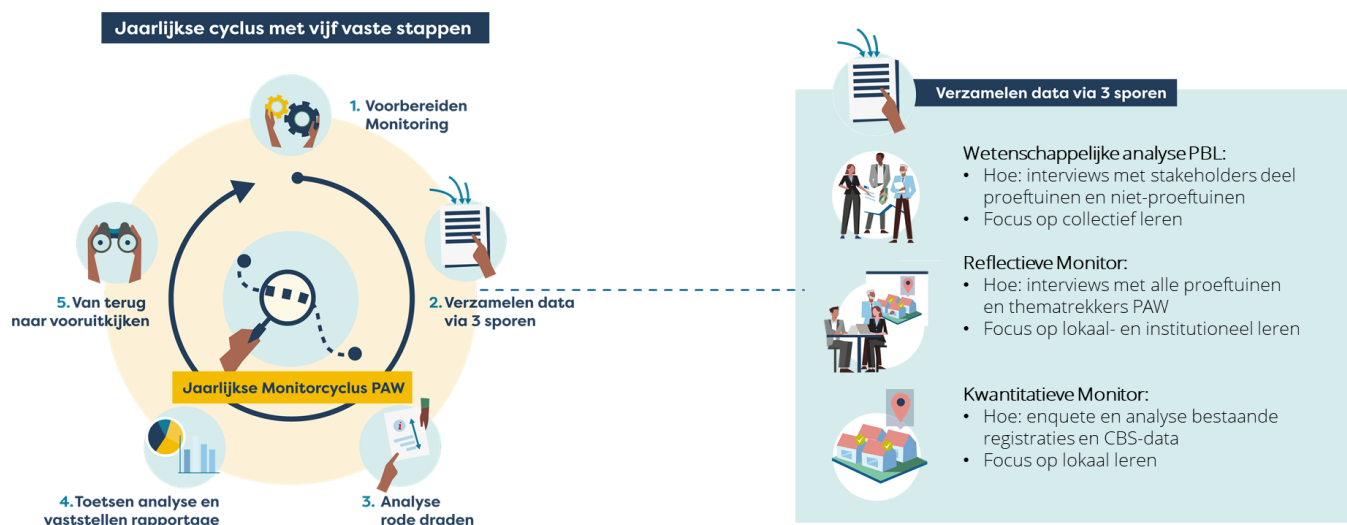 Jaarlijkse cyclus met vijf vaste stappen
1. Voorbereiden
Monitoring
2. Verzamelen data
via 3 sporen
3. Analyse
rode draden
4. Toetsen analyse en
vaststellen rapportage
5. Van terug
naar vooruitkijken
Jaarlijkse Monitorcyclus PAW
i
Verzamelen data via 3 sporen
Wetenschappelijke analyse PBL:
• Hoe: interviews met stakeholders deel
proeftuinen en niet-proeftuinen
• Focus op collectief leren
Reflectieve Monitor:
• Hoe: interviews met alle proeftuinen
en thematrekkers PAW
• Focus op lokaal- en institutioneel leren
Kwantitatieve Monitor:
• Hoe: enquete en analyse bestaande
registraties en CBS-data
• Focus op lokaal leren